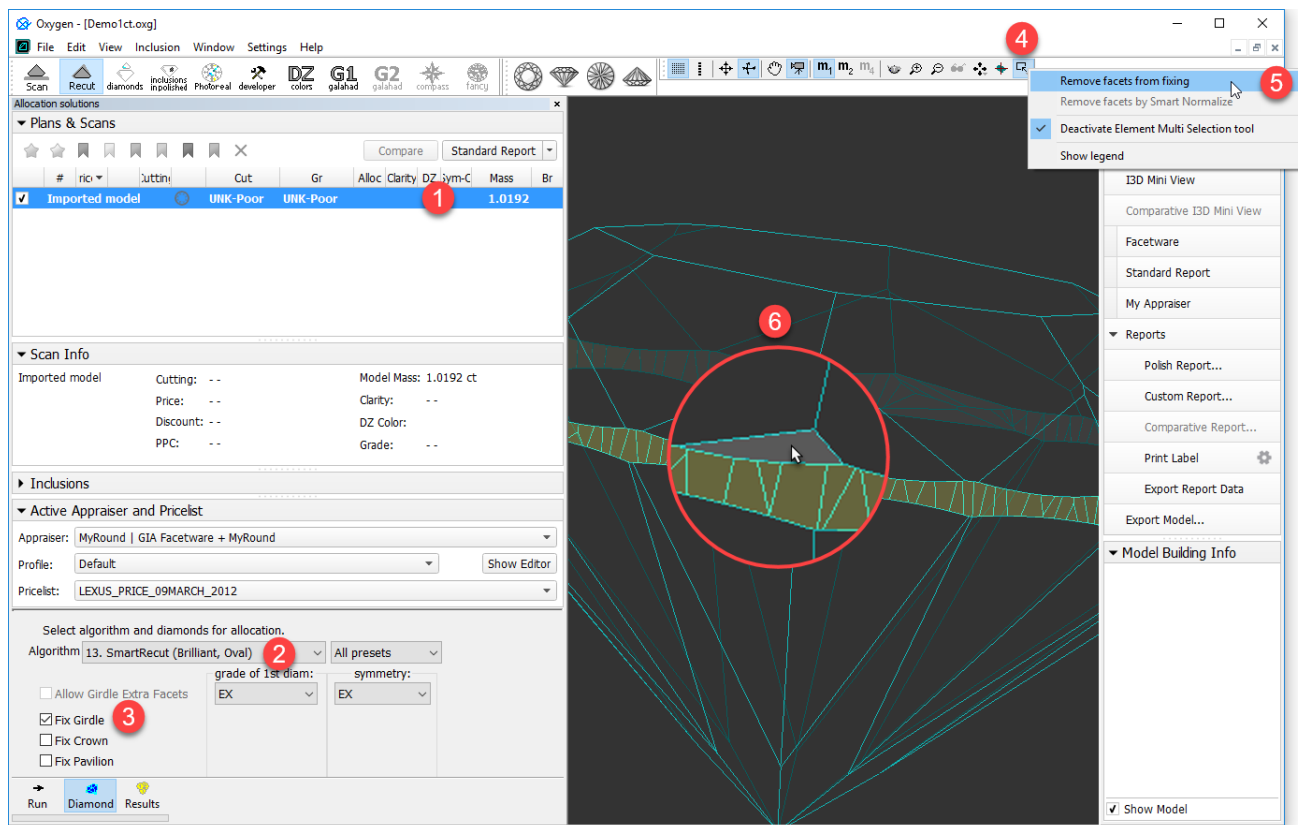 Oxygen - [Demo1ct.oxg]
4
File Edit View Inclusion Window Settings Help
Scan Recut diamonds inclusions inpolished Photoreal developer DZ colors G1 galahad G2 galahad compass fancy m1 m2 m4
Remove facets from fixing
5
Remove facets by Smart Normalize
Deactivate Element Multi Selection tool
Show legend
Allocation solutions
Plans & Scans
Compare Standard Report
# Cut Gr Alloc Clarity DZ Sym-C Mass Br
Imported model UNK-Poor UNK-Poor 1 1.0192
Scan Info
Imported model
Cutting: - -
Price: - -
Discount: - -
PPC: - -
Model Mass: 1.0192 ct
Clarity: - -
DZ Color:
Grade: - -
Inclusions
Active Appraiser and Pricelist
Appraiser: MyRound | GIA Facetware + MyRound
Profile: Default Show Editor
Pricelist: LEXUS_PRICE_09MARCH_2012
Select algorithm and diamonds for allocation.
Algorithm 13. SmartRecut (Brilliant, Oval) 2 All presets
grade of 1st diam: symmetry:
Allow Girdle Extra Facets EX EX
Fix Girdle 3
Fix Crown
Fix Pavilion
Run Diamond Results
6
I3D Mini View
Comparative I3D Mini View
Facetware
Standard Report
My Appraiser
Reports
Polish Report...
Custom Report...
Comparative Report...
Print Label
Export Report Data
Export Model...
Model Building Info
Show Model